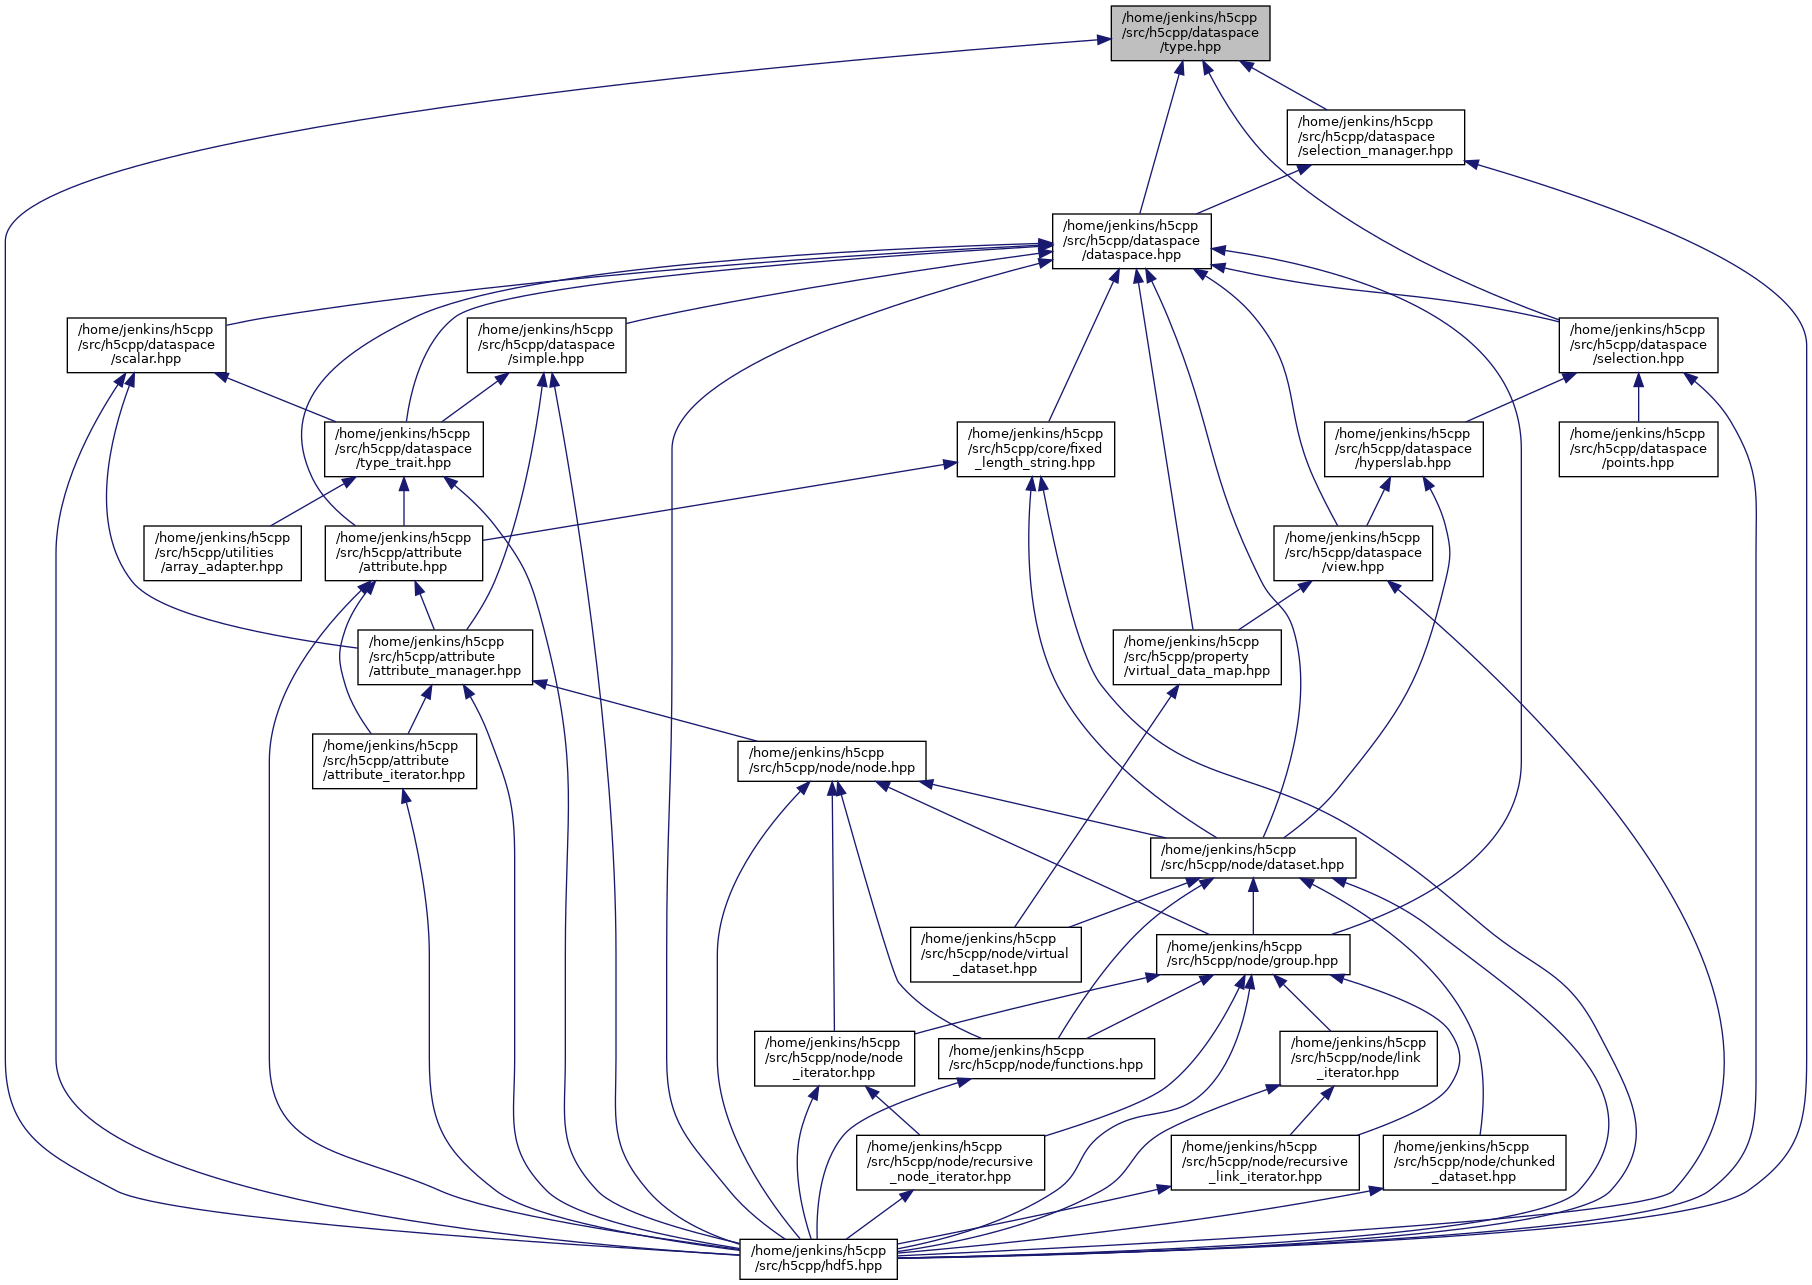 /home/jenkins/h5cpp
/src/h5cpp/dataspace
/type.hpp
/home/jenkins/h5cpp
/src/h5cpp/dataspace
/selection_manager.hpp
/home/jenkins/h5cpp
/src/h5cpp/dataspace
/dataspace.hpp
/home/jenkins/h5cpp
/src/h5cpp/dataspace
/scalar.hpp
/home/jenkins/h5cpp
/src/h5cpp/dataspace
/simple.hpp
/home/jenkins/h5cpp
/src/h5cpp/dataspace
/selection.hpp
/home/jenkins/h5cpp
/src/h5cpp/dataspace
/type_trait.hpp
/home/jenkins/h5cpp
/src/h5cpp/core/fixed
_length_string.hpp
/home/jenkins/h5cpp
/src/h5cpp/dataspace
/hyperslab.hpp
/home/jenkins/h5cpp
/src/h5cpp/dataspace
/points.hpp
/home/jenkins/h5cpp
/src/h5cpp/utilities
/array_adapter.hpp
/home/jenkins/h5cpp
/src/h5cpp/attribute
/attribute.hpp
/home/jenkins/h5cpp
/src/h5cpp/dataspace
/view.hpp
/home/jenkins/h5cpp
/src/h5cpp/attribute
/attribute_manager.hpp
/home/jenkins/h5cpp
/src/h5cpp/property
/virtual_data_map.hpp
/home/jenkins/h5cpp
/src/h5cpp/attribute
/attribute_iterator.hpp
/home/jenkins/h5cpp
/src/h5cpp/node/node.hpp
/home/jenkins/h5cpp
/src/h5cpp/node/dataset.hpp
/home/jenkins/h5cpp
/src/h5cpp/node/virtual
_dataset.hpp
/home/jenkins/h5cpp
/src/h5cpp/node/group.hpp
/home/jenkins/h5cpp
/src/h5cpp/node/node
_iterator.hpp
/home/jenkins/h5cpp
/src/h5cpp/node/functions.hpp
/home/jenkins/h5cpp
/src/h5cpp/node/link
_iterator.hpp
/home/jenkins/h5cpp
/src/h5cpp/node/recursive
_node_iterator.hpp
/home/jenkins/h5cpp
/src/h5cpp/node/recursive
_link_iterator.hpp
/home/jenkins/h5cpp
/src/h5cpp/node/chunked
_dataset.hpp
/home/jenkins/h5cpp
/src/h5cpp/hdf5.hpp